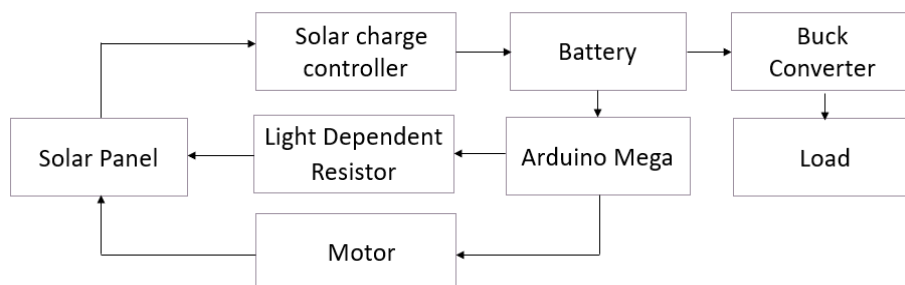 Solar charge
controller
Battery
Buck
Converter
Solar Panel
Light Dependent
Resistor
Arduino Mega
Load
Motor